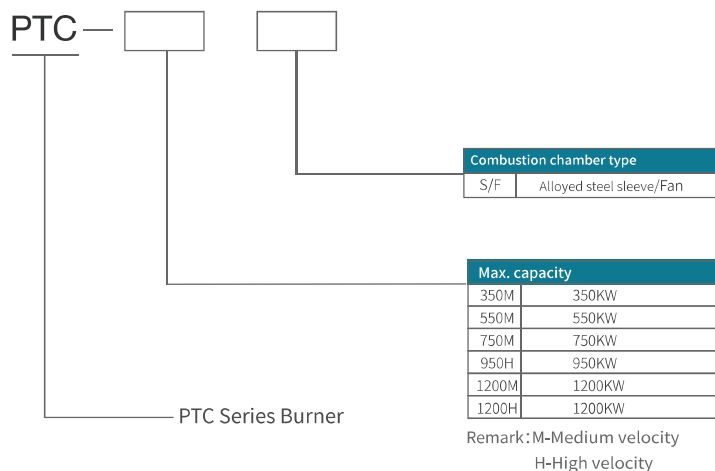 PTC —
Combustion chamber type
S/F Alloyed steel sleeve/Fan
Max. capacity
350M 350KW
550M 550KW
750M 750KW
950H 950KW
1200M 1200KW
1200H 1200KW
PTC Series Burner
Remark:M-Medium velocity
H-High velocity